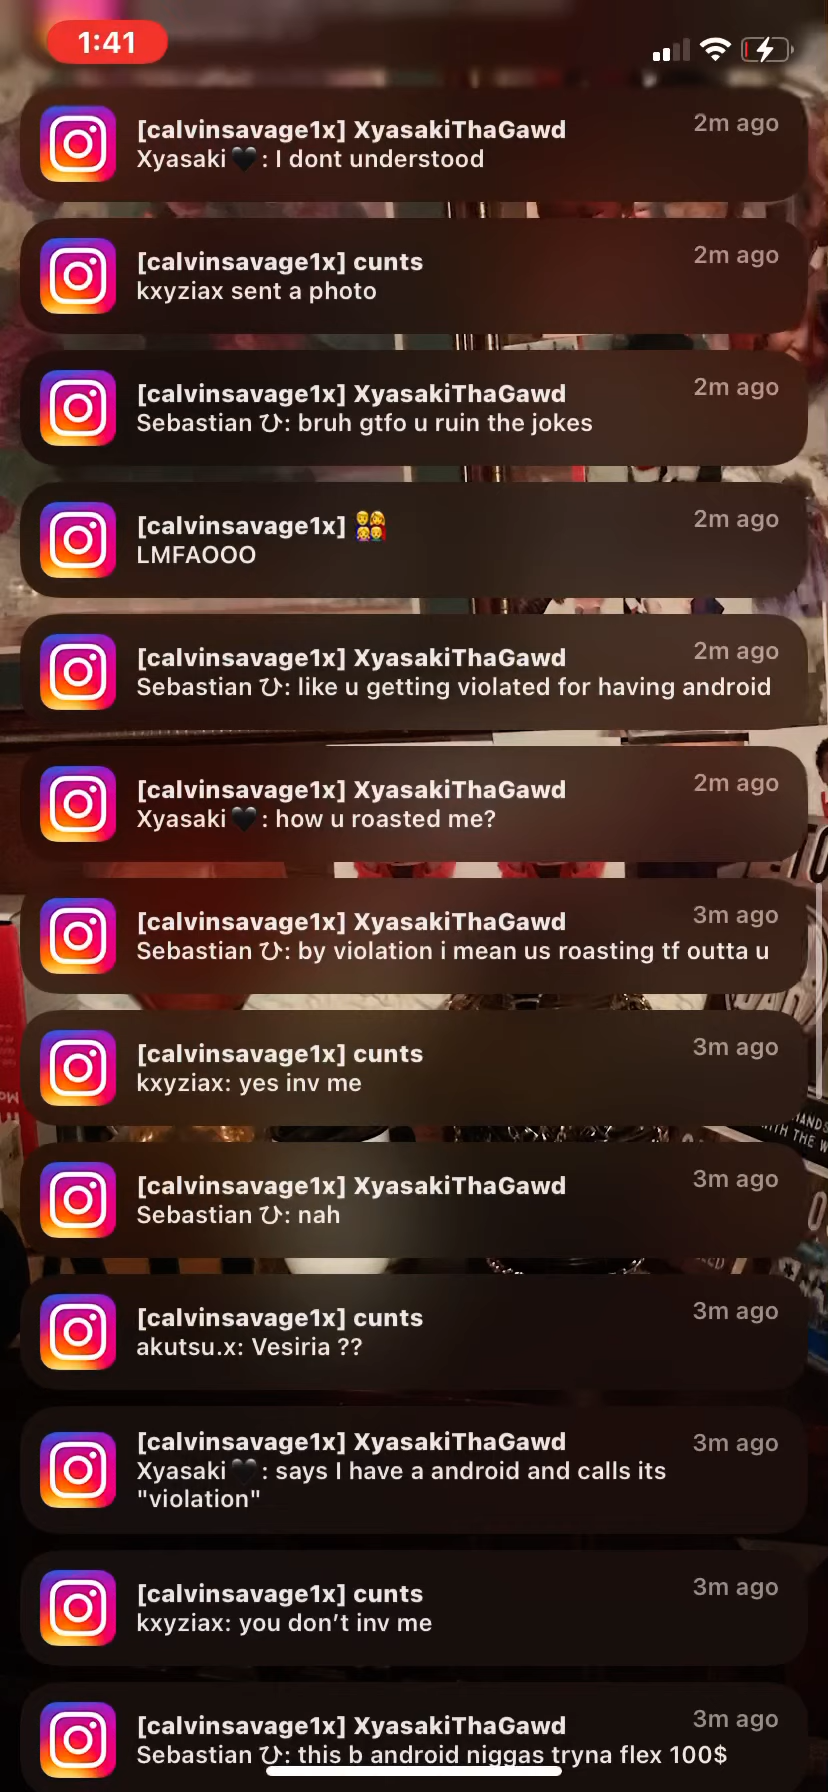 1:41
[calvinsavage1x] XyasakiThaGawd
2m ago
Xyasaki🖤: I dont understood
[calvinsavage1x] cunts
2m ago
kxyziax sent a photo
[calvinsavage1x] XyasakiThaGawd
2m ago
Sebastian ひ: bruh gtfo u ruin the jokes
[calvinsavage1x] 👨‍👩‍👧‍👦
2m ago
LMFAOOO
[calvinsavage1x] XyasakiThaGawd
2m ago
Sebastian ひ: like u getting violated for having android
[calvinsavage1x] XyasakiThaGawd
2m ago
Xyasaki🖤: how u roasted me?
[calvinsavage1x] XyasakiThaGawd
3m ago
Sebastian ひ: by violation i mean us roasting tf outta u
[calvinsavage1x] cunts
3m ago
kxyziax: yes inv me
[calvinsavage1x] XyasakiThaGawd
3m ago
Sebastian ひ: nah
[calvinsavage1x] cunts
3m ago
akutsu.x: Vesiria ??
[calvinsavage1x] XyasakiThaGawd
3m ago
Xyasaki🖤: says I have a android and calls its
"violation"
[calvinsavage1x] cunts
3m ago
kxyziax: you don’t inv me
[calvinsavage1x] XyasakiThaGawd
3m ago
Sebastian ひ: this b android niggas tryna flex 100$